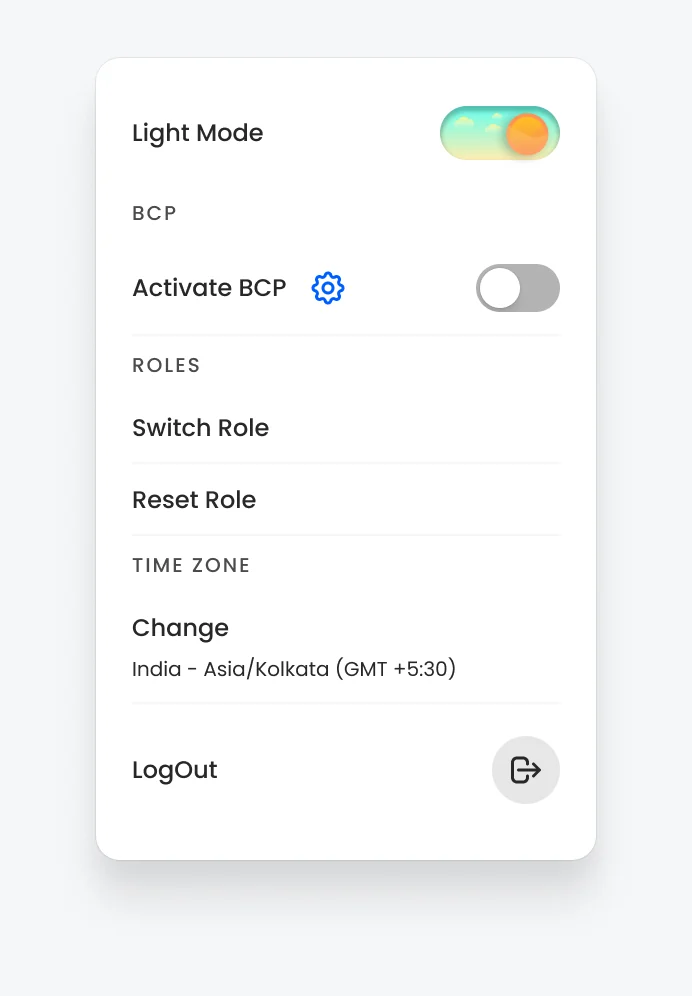 Light Mode
BCP
Activate BCP
ROLES
Switch Role
Reset Role
TIME ZONE
Change
India - Asia/Kolkata (GMT +5:30)
LogOut